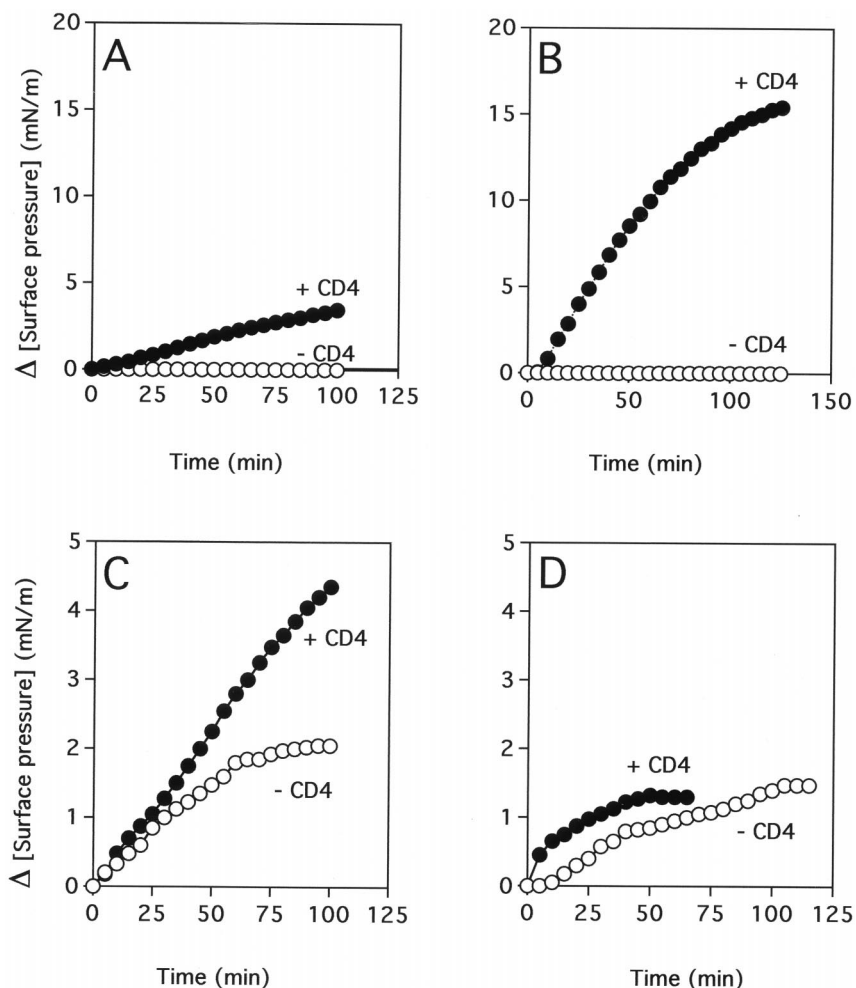 A
Δ [Surface pressure] (mN/m)
20
15
10
5
0
+ CD4
- CD4
0 25 50 75 100 125
Time (min)
B
20
15
10
5
0
+ CD4
- CD4
0 50 100 150
Time (min)
C
Δ [Surface pressure] (mN/m)
5
4
3
2
1
0
+ CD4
- CD4
0 25 50 75 100 125
Time (min)
D
5
4
3
2
1
0
+ CD4
- CD4
0 25 50 75 100 125
Time (min)